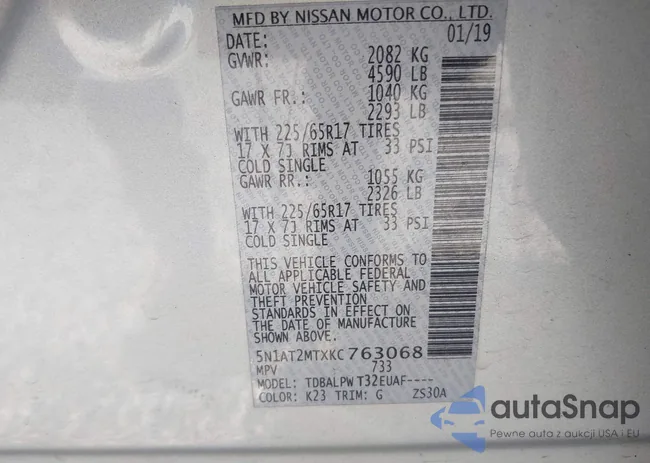 MFD BY NISSAN MOTOR CO., LTD.
DATE: 01/19
GVWR: 2082 KG
4590 LB
GAWR FR.: 1040 KG
2293 LB
WITH 225/65R17 TIRES
17 X 7J RIMS AT 33 PSI
COLD SINGLE
GAWR RR.: 1055 KG
2326 LB
WITH 225/65R17 TIRES
17 X 7J RIMS AT 33 PSI
COLD SINGLE
THIS VEHICLE CONFORMS TO
ALL APPLICABLE FEDERAL
MOTOR VEHICLE SAFETY AND
THEFT PREVENTION
STANDARDS IN EFFECT ON
THE DATE OF MANUFACTURE
SHOWN ABOVE.
5N1AT2MTXKC763068
MPV 733
MODEL: TDBALPW T32EUAF----
COLOR: K23 TRIM: G ZS30A
autaSnap
Pewne auta z aukcji USA i EU